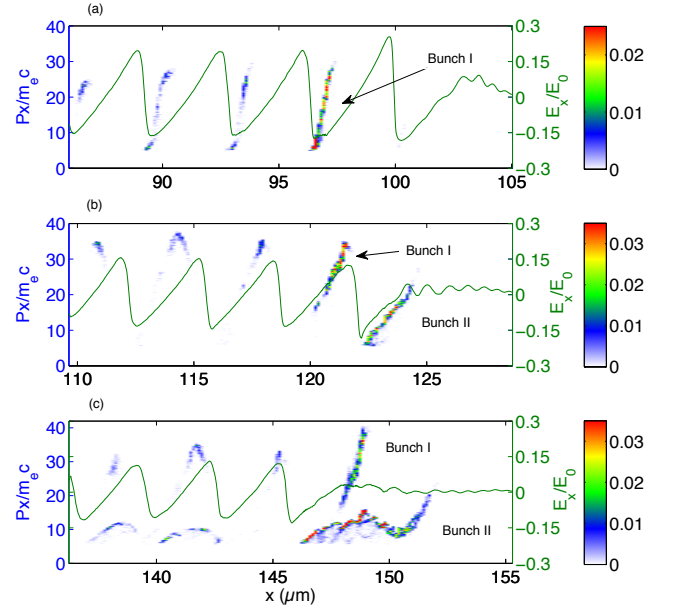 (a)
40
30
20
10
0
Px/m_e c
Bunch I
0.3
0.15
0
−0.15
−0.3
E_x/E_0
0.02
0.01
0
90 95 100 105
(b)
40
30
20
10
0
Px/m_e c
Bunch I
Bunch II
0.3
0.15
0
−0.15
−0.3
E_x/E_0
0.03
0.02
0.01
0
110 115 120 125
(c)
40
30
20
10
0
Px/m_e c
Bunch I
Bunch II
0.3
0.15
0
−0.15
−0.3
E_x/E_0
0.03
0.02
0.01
0
140 145 150 155
x (μm)